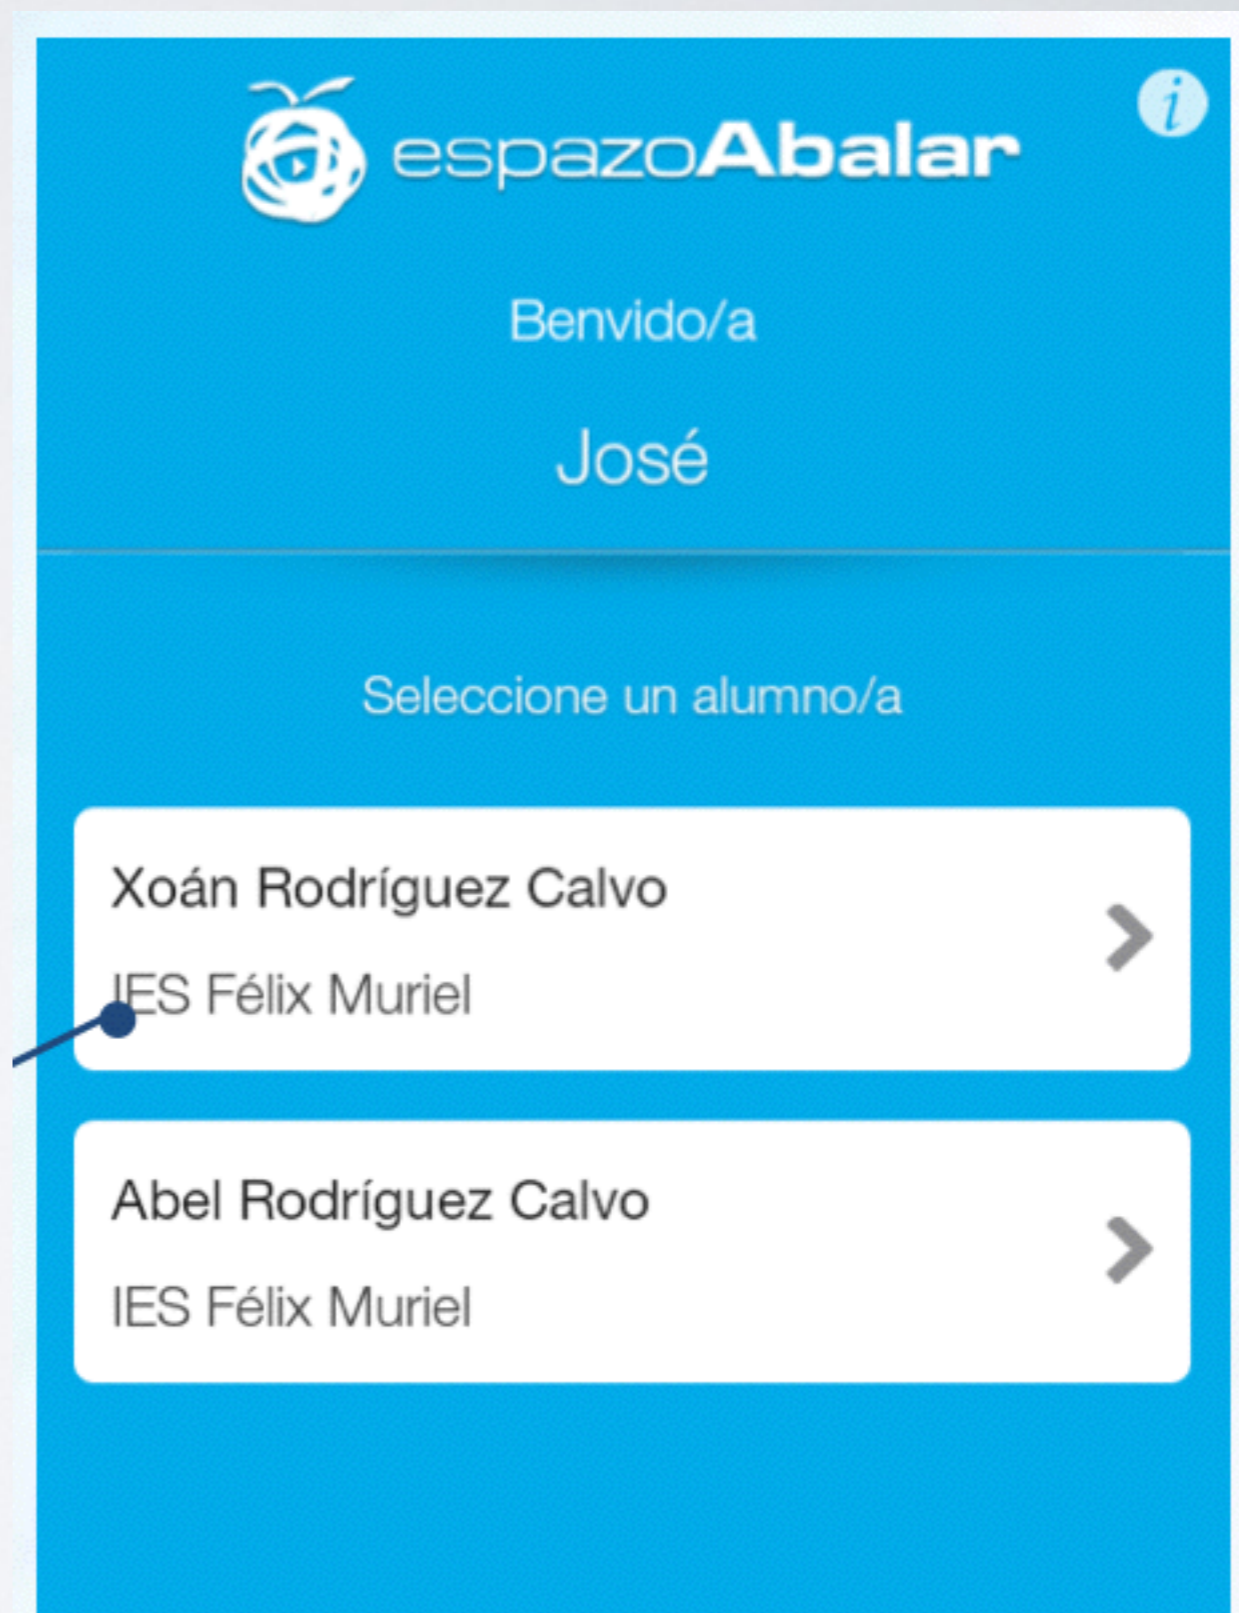 espazoAbalar
i
Benvido/a
José
Seleccione un alumno/a
Xoán Rodríguez Calvo
IES Félix Muriel
Abel Rodríguez Calvo
IES Félix Muriel